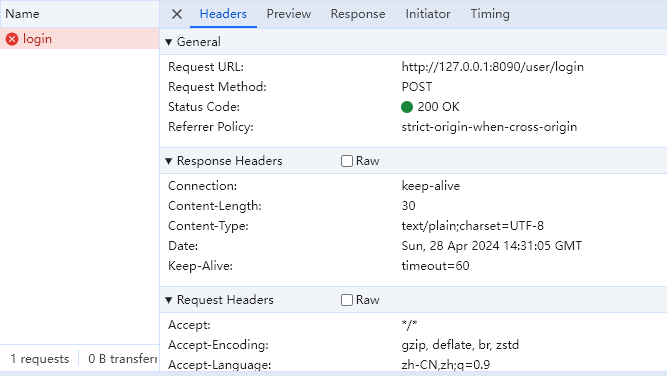 Name
Headers Preview Response Initiator Timing
login
General
Request URL: http://127.0.0.1:8090/user/login
Request Method: POST
Status Code: 200 OK
Referrer Policy: strict-origin-when-cross-origin
Response Headers Raw
Connection: keep-alive
Content-Length: 30
Content-Type: text/plain;charset=UTF-8
Date: Sun, 28 Apr 2024 14:31:05 GMT
Keep-Alive: timeout=60
Request Headers Raw
Accept: */*
Accept-Encoding: gzip, deflate, br, zstd
Accept-Language: zh-CN,zh;q=0.9
1 requests 0 B transferr